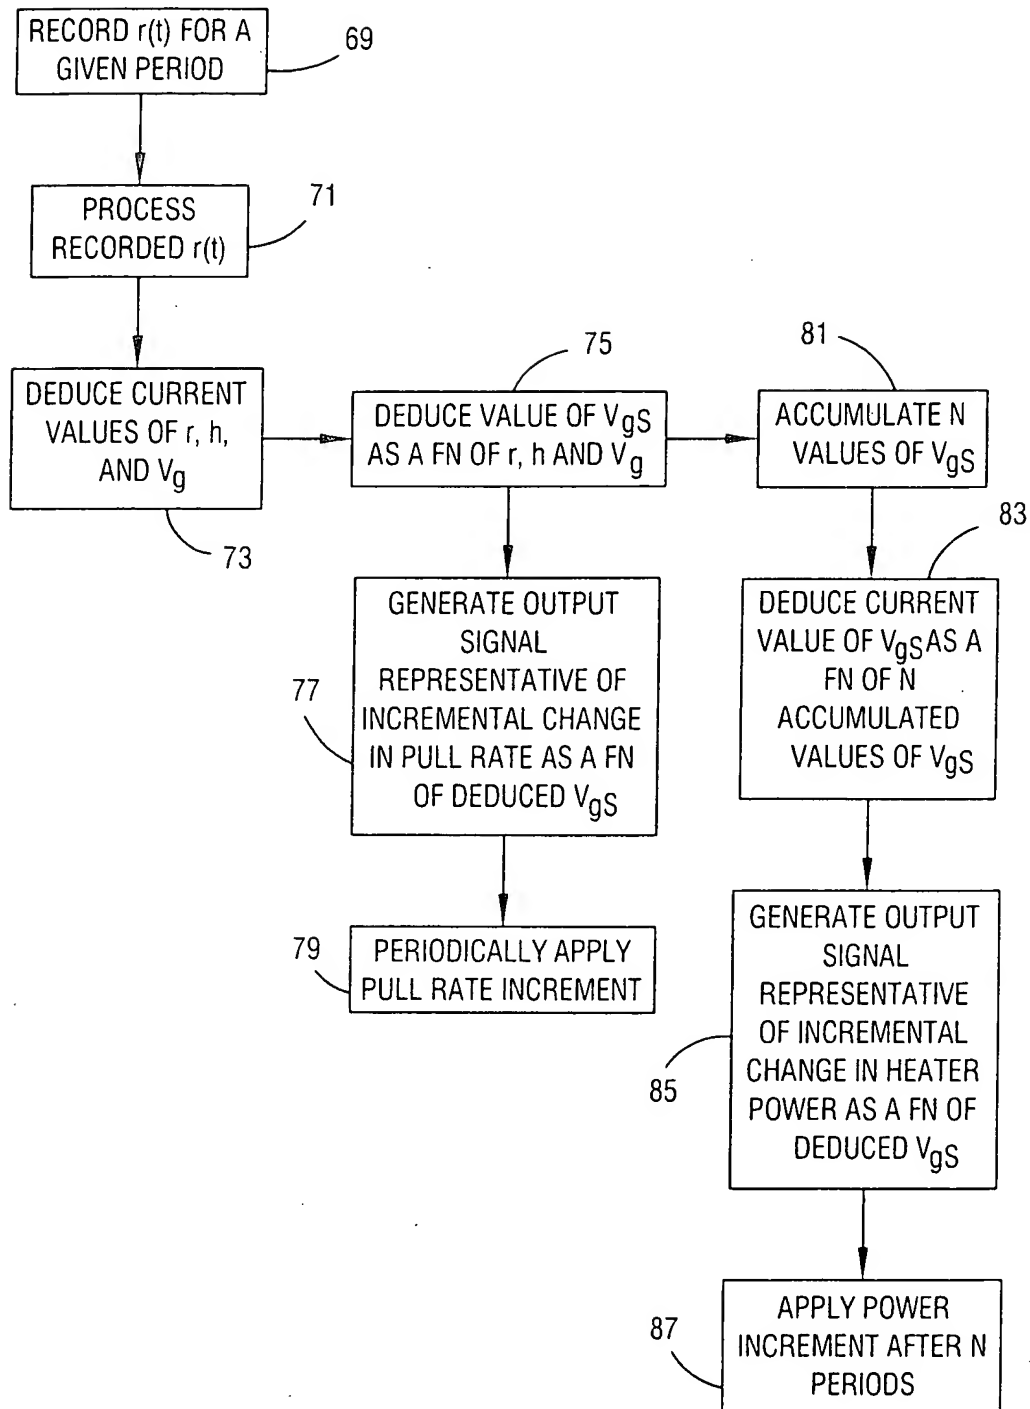 RECORD r(t) FOR A
GIVEN PERIOD
69
PROCESS
RECORDED r(t)
71
DEDUCE CURRENT
VALUES OF r, h,
AND Vg
73
DEDUCE VALUE OF VgS
AS A FN OF r, h AND Vg
75
GENERATE OUTPUT
SIGNAL
REPRESENTATIVE OF
INCREMENTAL CHANGE
IN PULL RATE AS A FN
OF DEDUCED VgS
77
PERIODICALLY APPLY
PULL RATE INCREMENT
79
ACCUMULATE N
VALUES OF VgS
81
DEDUCE CURRENT
VALUE OF VgS AS A
FN OF N
ACCUMULATED
VALUES OF VgS
83
GENERATE OUTPUT
SIGNAL
REPRESENTATIVE
OF INCREMENTAL
CHANGE IN HEATER
POWER AS A FN OF
DEDUCED VgS
85
APPLY POWER
INCREMENT AFTER N
PERIODS
87